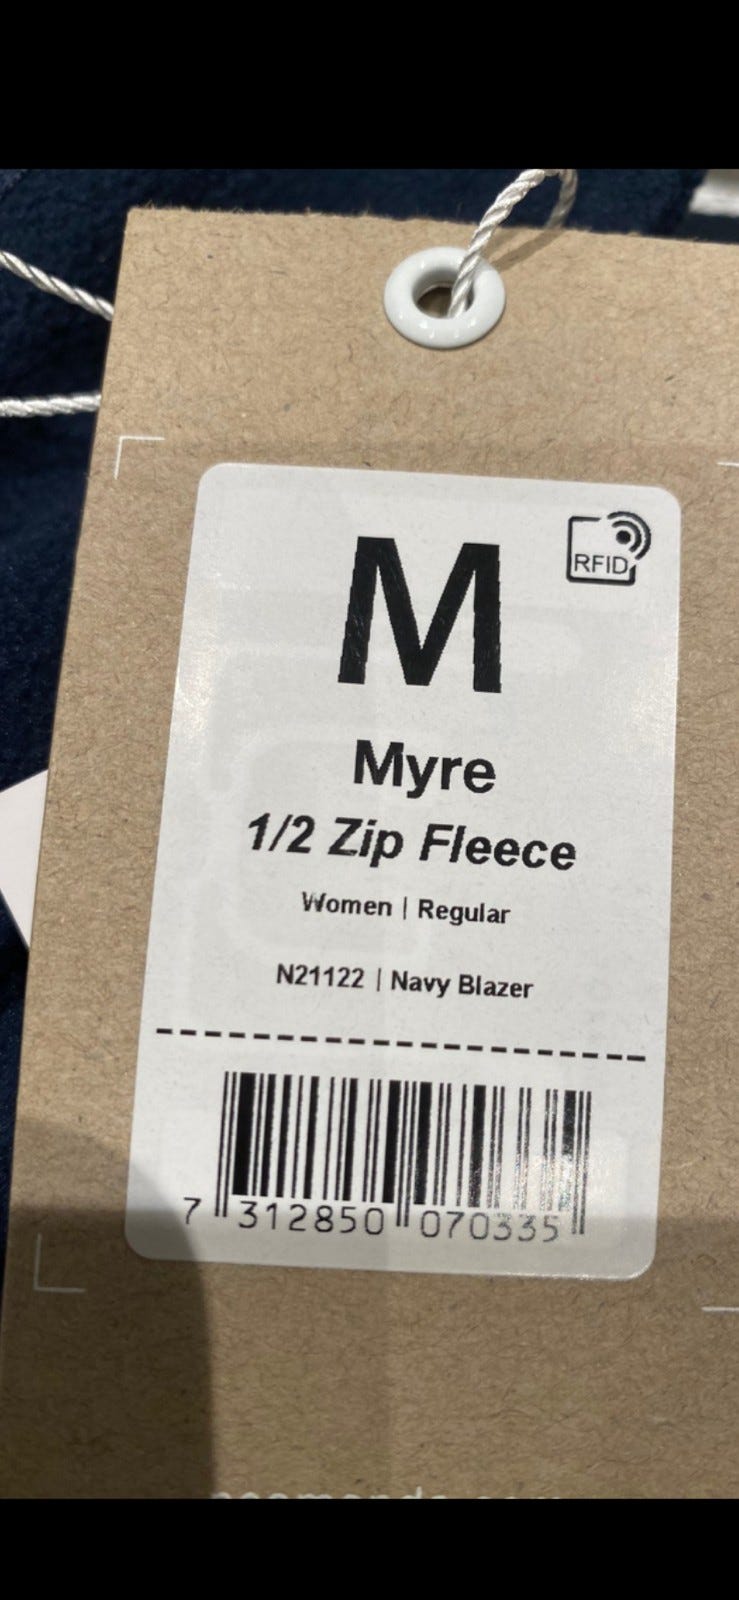 RFID
M
Myre
1/2 Zip Fleece
Women | Regular
N21122 | Navy Blazer
7 312850 070335